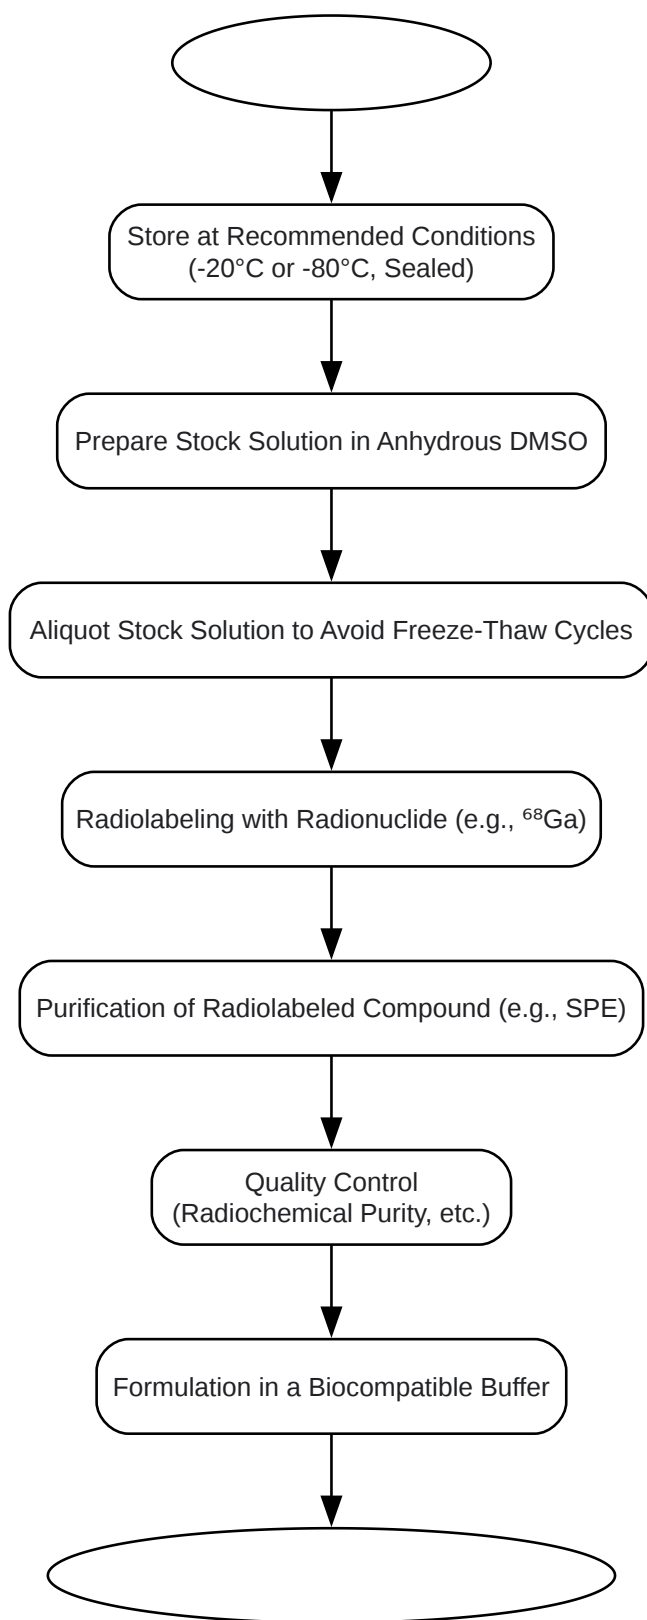 Store at Recommended Conditions
(-20°C or -80°C, Sealed)
Prepare Stock Solution in Anhydrous DMSO
Aliquot Stock Solution to Avoid Freeze-Thaw Cycles
Radiolabeling with Radionuclide (e.g., ⁶⁸Ga)
Purification of Radiolabeled Compound (e.g., SPE)
Quality Control
(Radiochemical Purity, etc.)
Formulation in a Biocompatible Buffer